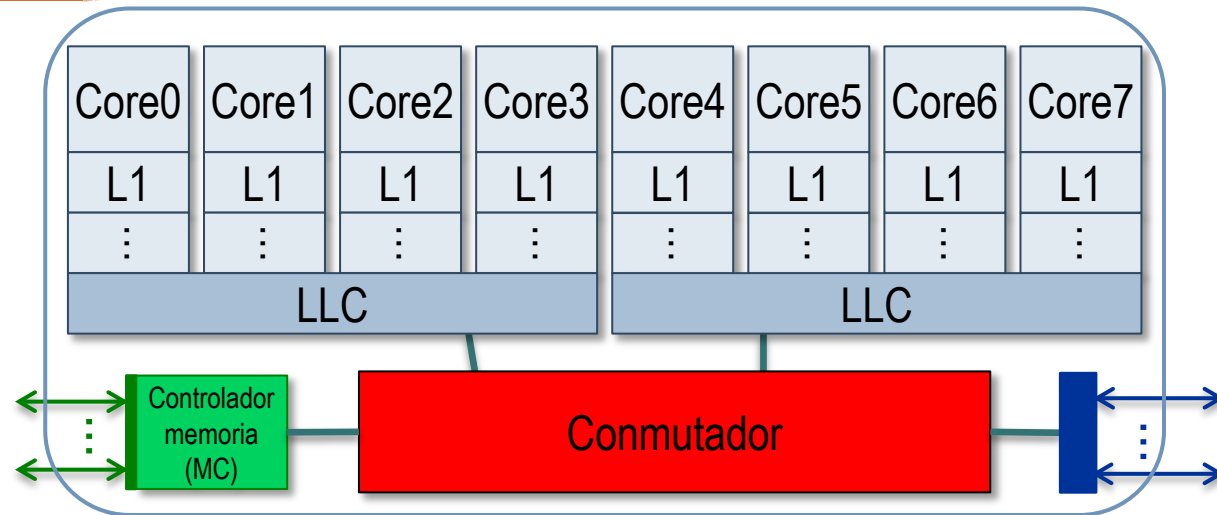 Core0 Core1 Core2 Core3 Core4 Core5 Core6 Core7
L1 L1 L1 L1 L1 L1 L1 L1
⋮ ⋮ ⋮ ⋮ ⋮ ⋮ ⋮ ⋮
LLC LLC
Controlador
memoria
(MC)
Conmutador